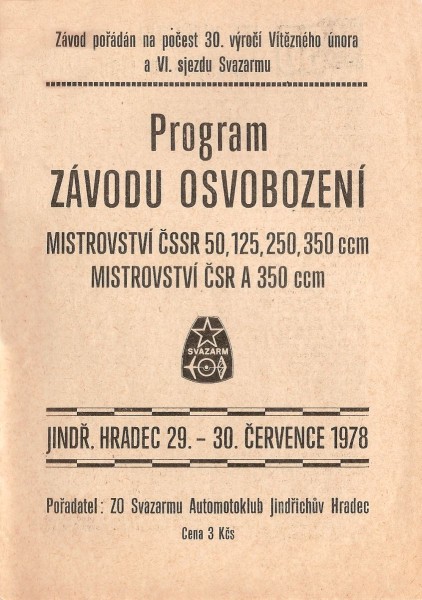 Závod pořádán na počest 30. výročí Vítězného února
a VI. sjezdu Svazarmu
Program
ZÁVODU OSVOBOZENÍ
MISTROVSTVÍ ČSSR 50, 125, 250, 350 ccm
MISTROVSTVÍ ČSR A 350 ccm
SVAZARM
JINDŘ. HRADEC 29. – 30. ČERVENCE 1978
Pořadatel: ZO Svazarmu Automotoklub Jindřichův Hradec
Cena 3 Kčs